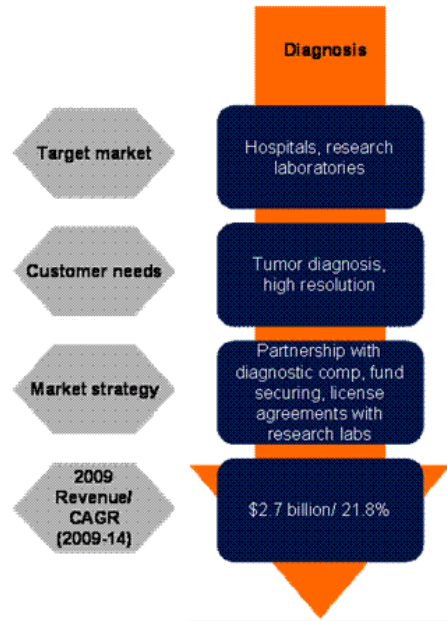 Diagnosis
Target market
Hospitals, research
laboratories
Customer needs
Tumor diagnosis,
high resolution
Market strategy
Partnership with
diagnostic comp, fund
securing, license
agreements with
research labs
2009
Revenue/
CAGR
(2009-14)
$2.7 billion/ 21.8%